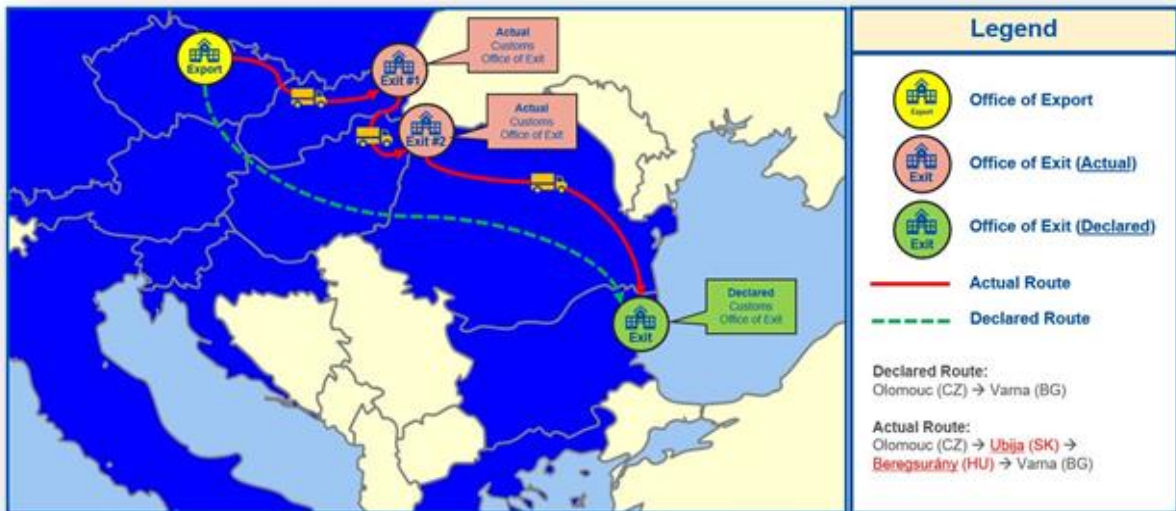 Export
Exit #1
Actual
Customs
Office of Exit
Exit #2
Actual
Customs
Office of Exit
Declared
Customs
Office of Exit
Exit
Legend
Export
Office of Export
Exit
Office of Exit (Actual)
Exit
Office of Exit (Declared)
Actual Route
Declared Route
Declared Route:
Olomouc (CZ) → Varna (BG)
Actual Route:
Olomouc (CZ) → Ubija (SK) →
Beregsurány (HU) → Varna (BG)